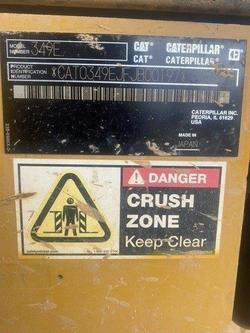 MODEL NUMBER 349E
CAT CATERPILLAR
CAT CATERPILLAR
PRODUCT IDENTIFICATION NUMBER
CATERPILLAR INC.
PEORIA, IL 61629
USA
MADE IN
JAPAN
DANGER
CRUSH
ZONE
Keep Clear